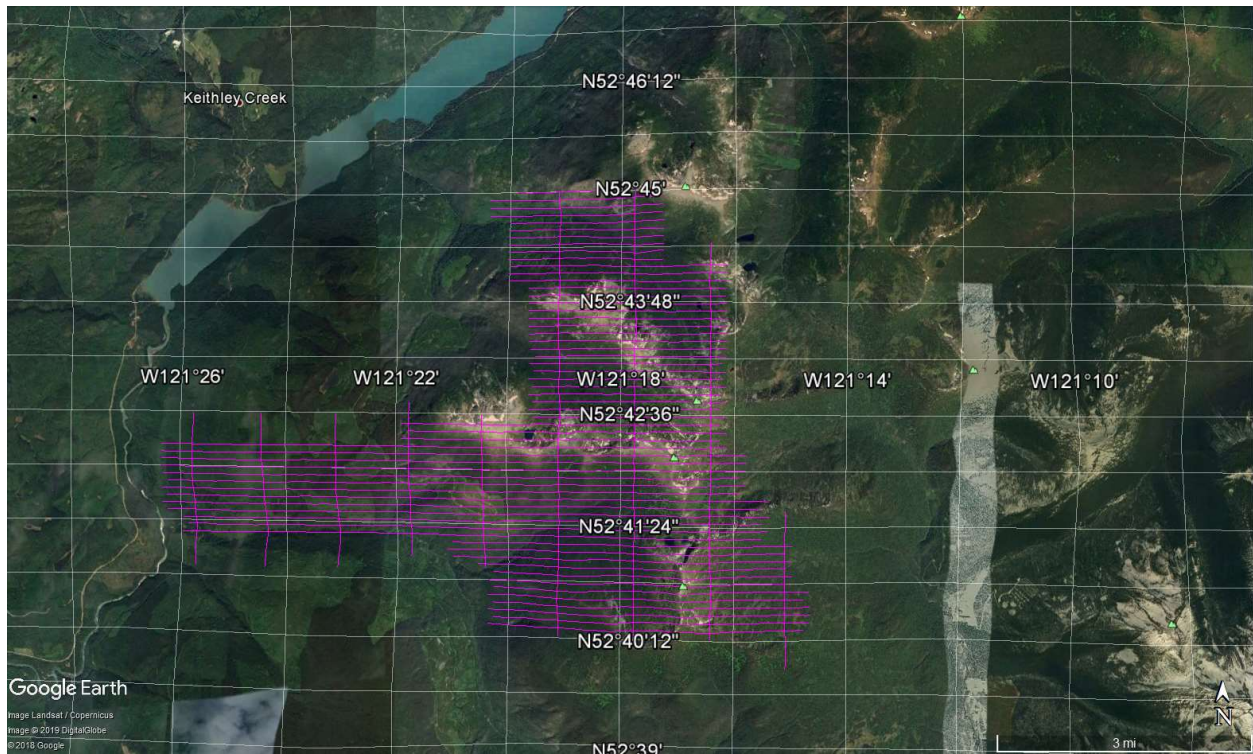 N52°46'12"
Keithley Creek
N52°45'
N52°43'48"
W121°26'
W121°22'
W121°18'
W121°14'
W121°10'
N52°42'36"
N52°41'24"
N52°40'12"
Google Earth
Image Landsat / Copernicus
Image © 2019 DigitalGlobe
© 2018 Google
N
N52°39'
3 mi